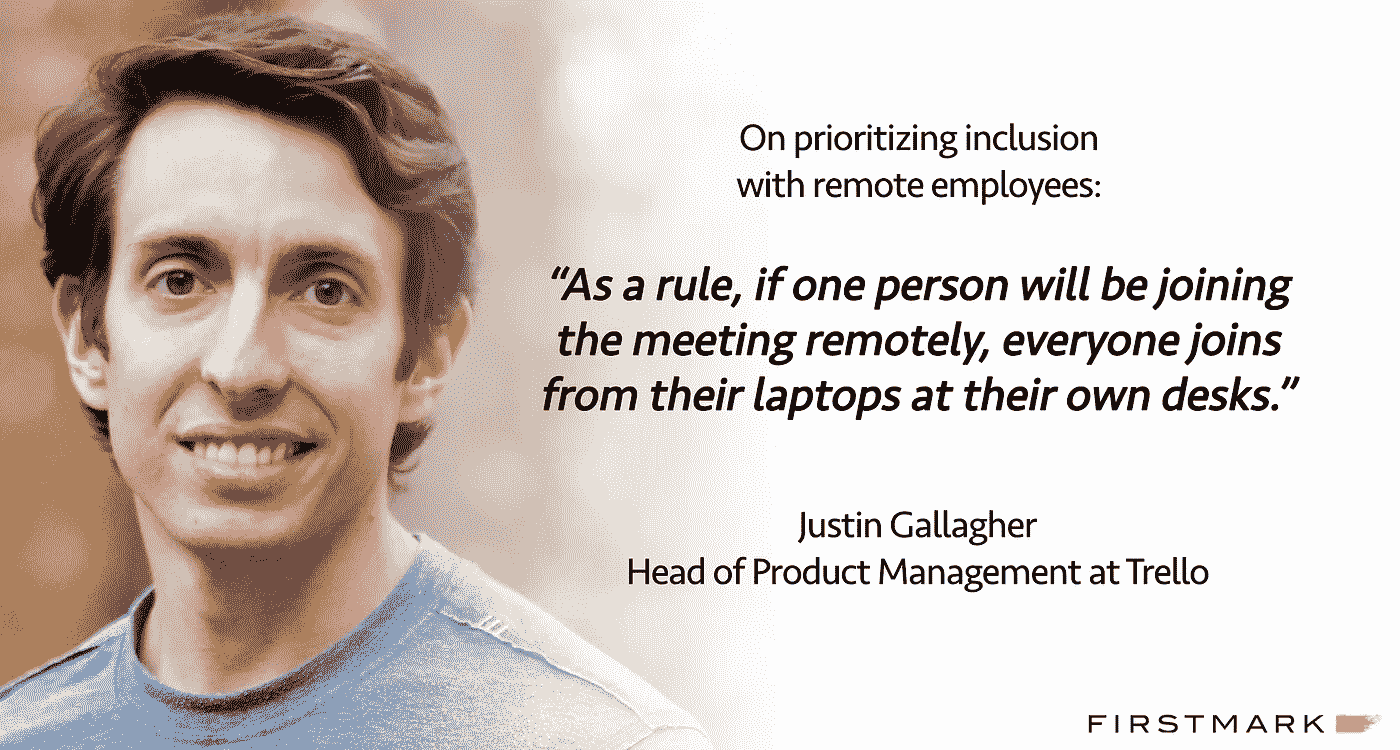 On prioritizing inclusion
with remote employees:
“As a rule, if one person will be joining
the meeting remotely, everyone joins
from their laptops at their own desks.”
Justin Gallagher
Head of Product Management at Trello
FIRSTMARK